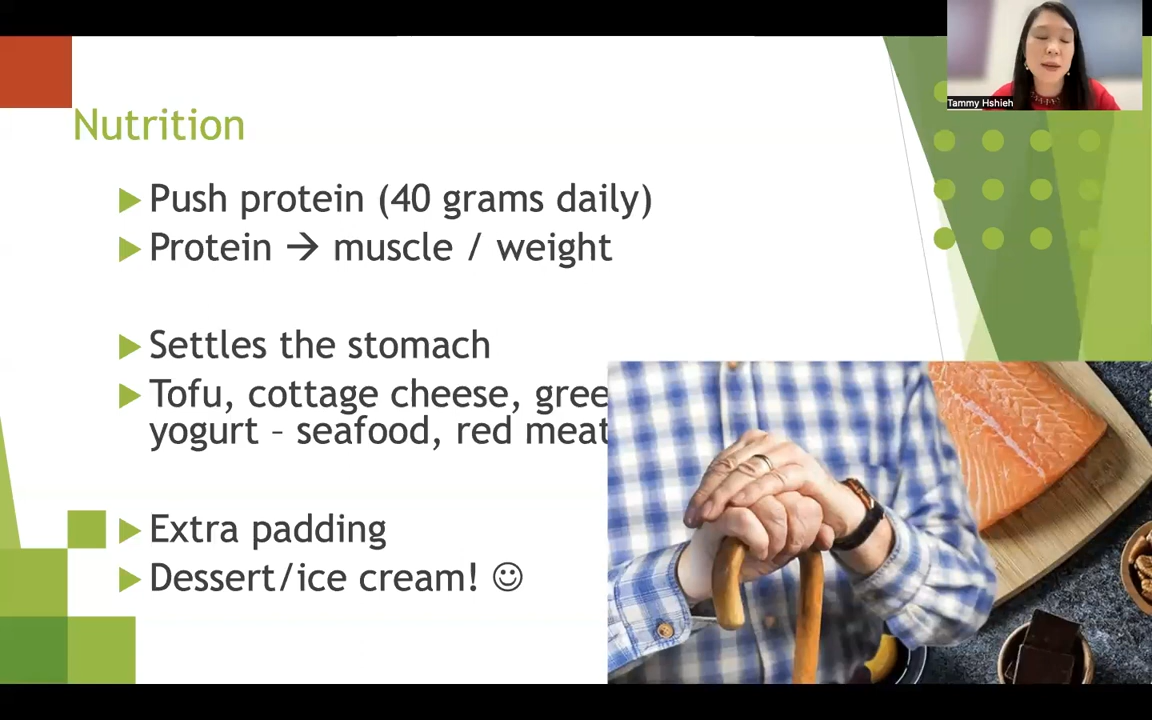 Tammy Hshieh
Nutrition
Push protein (40 grams daily)
Protein → muscle / weight
Settles the stomach
Tofu, cottage cheese, gree
yogurt – seafood, red meat
Extra padding
Dessert/ice cream! ☺